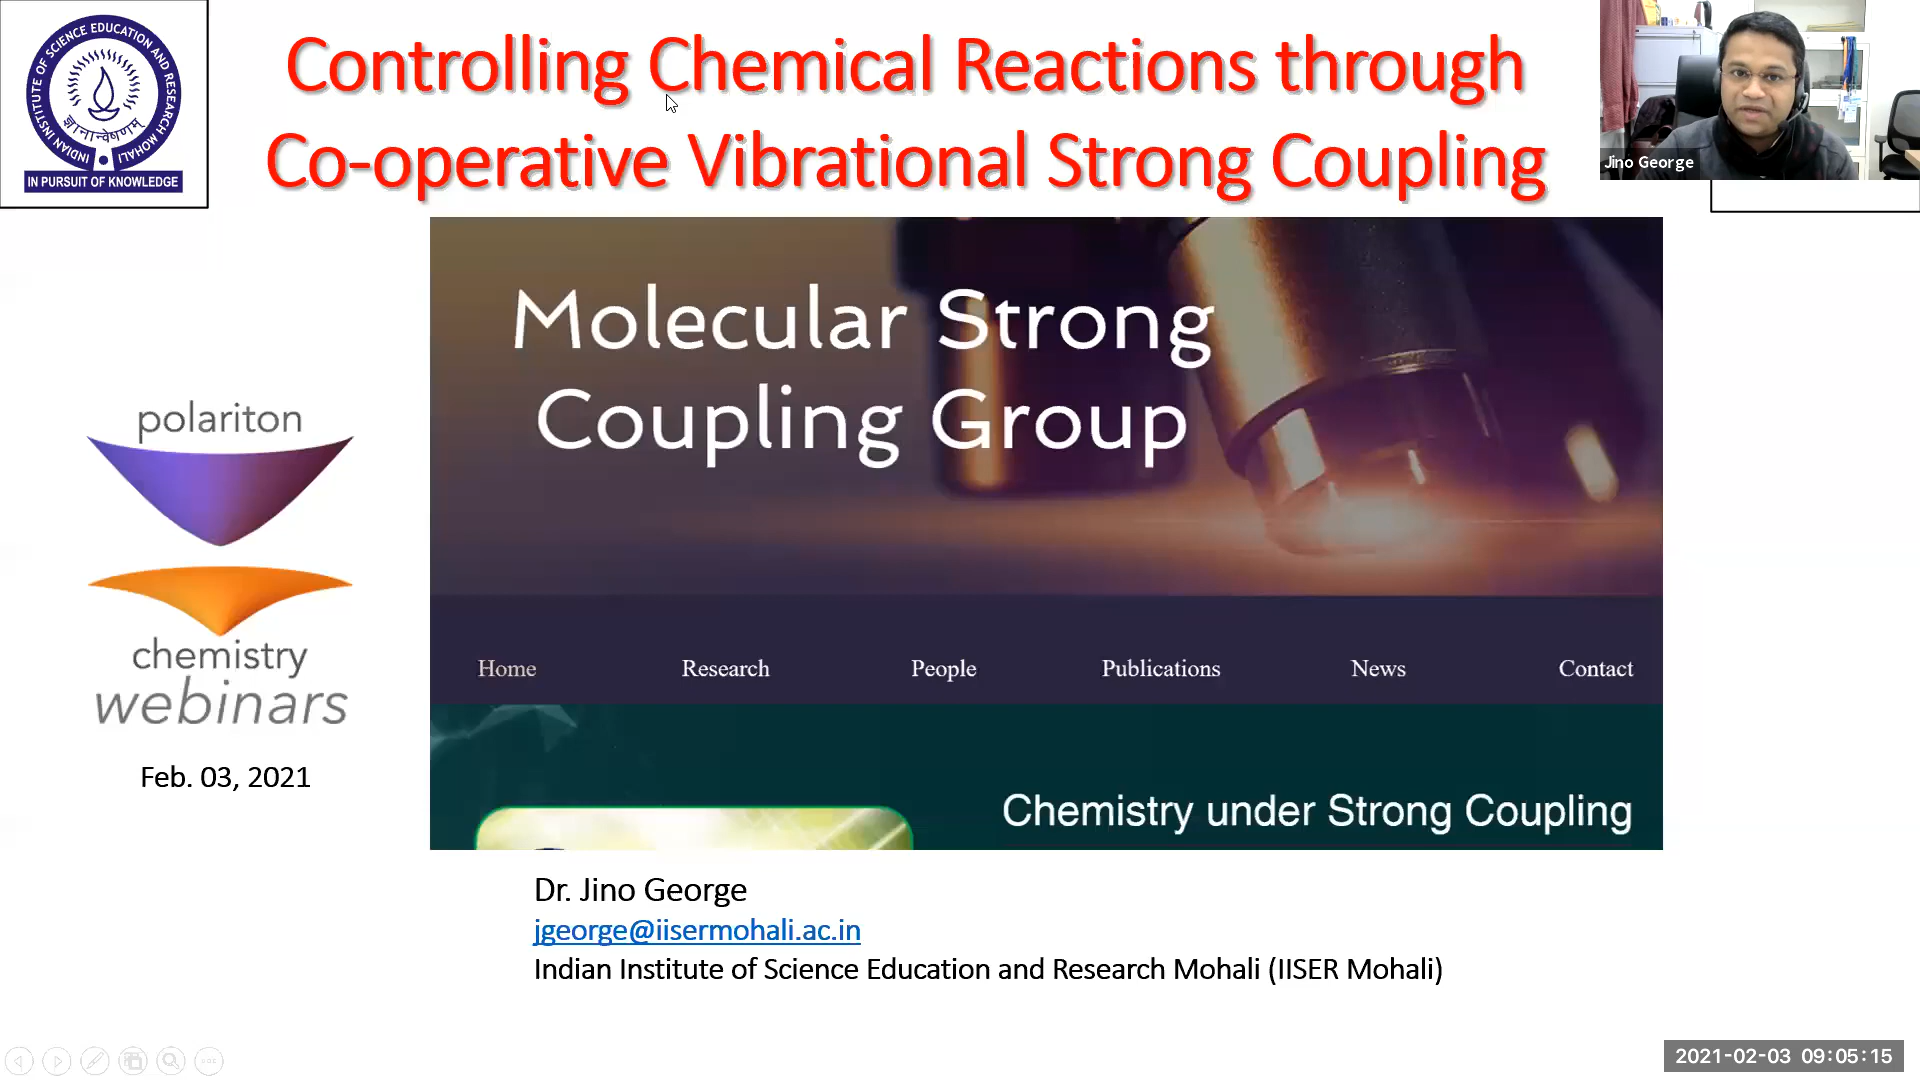 INDIAN INSTITUTE OF SCIENCE EDUCATION AND RESEARCH MOHALI
ज्ञानान्वेषणम्
IN PURSUIT OF KNOWLEDGE
Controlling Chemical Reactions through
Co-operative Vibrational Strong Coupling
Jino George
Molecular Strong
Coupling Group
polariton
chemistry
webinars
Feb. 03, 2021
Home Research People Publications News Contact
Chemistry under Strong Coupling
Dr. Jino George
jgeorge@iisermohali.ac.in
Indian Institute of Science Education and Research Mohali (IISER Mohali)
2021-02-03 09:05:15